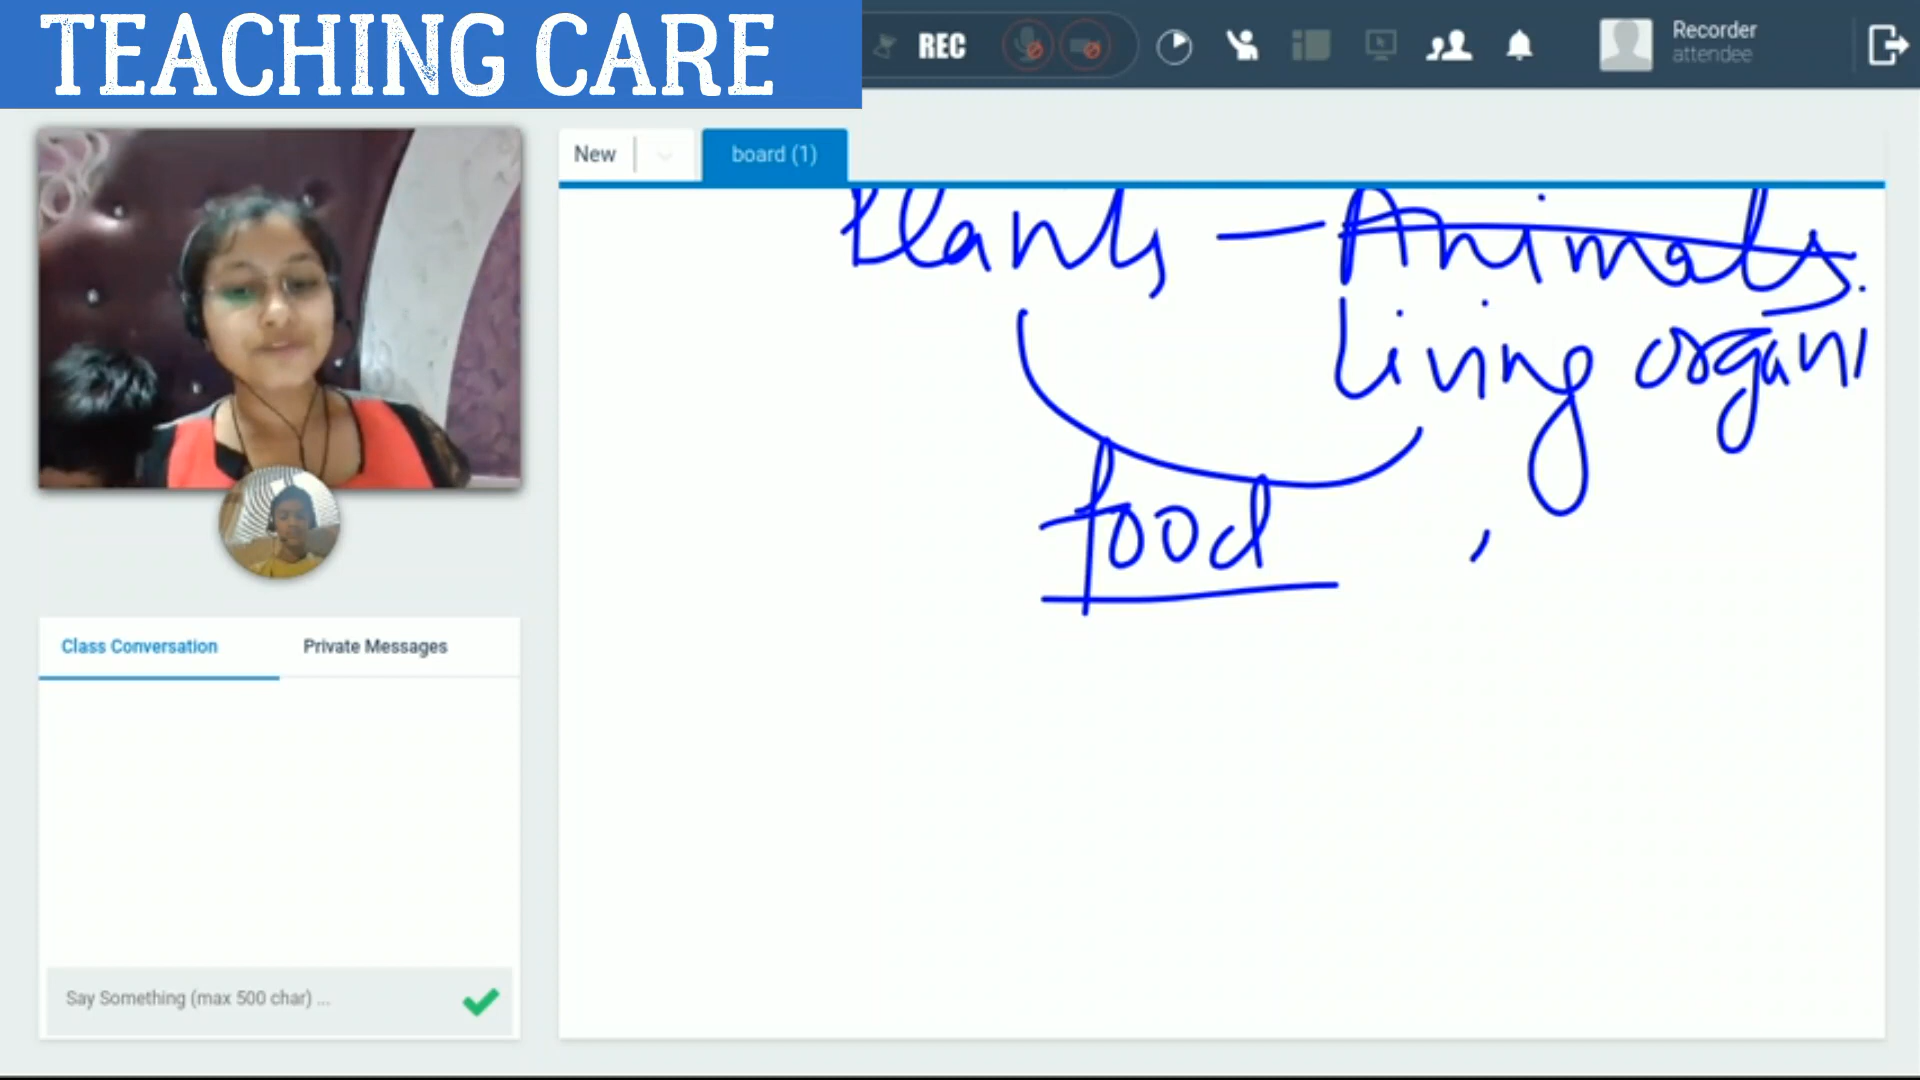 TEACHING CARE
REC
Recorder
attendee
New
board (1)
Plants — Animals.
Living organi
food
Class Conversation
Private Messages
Say Something (max 500 char) ...